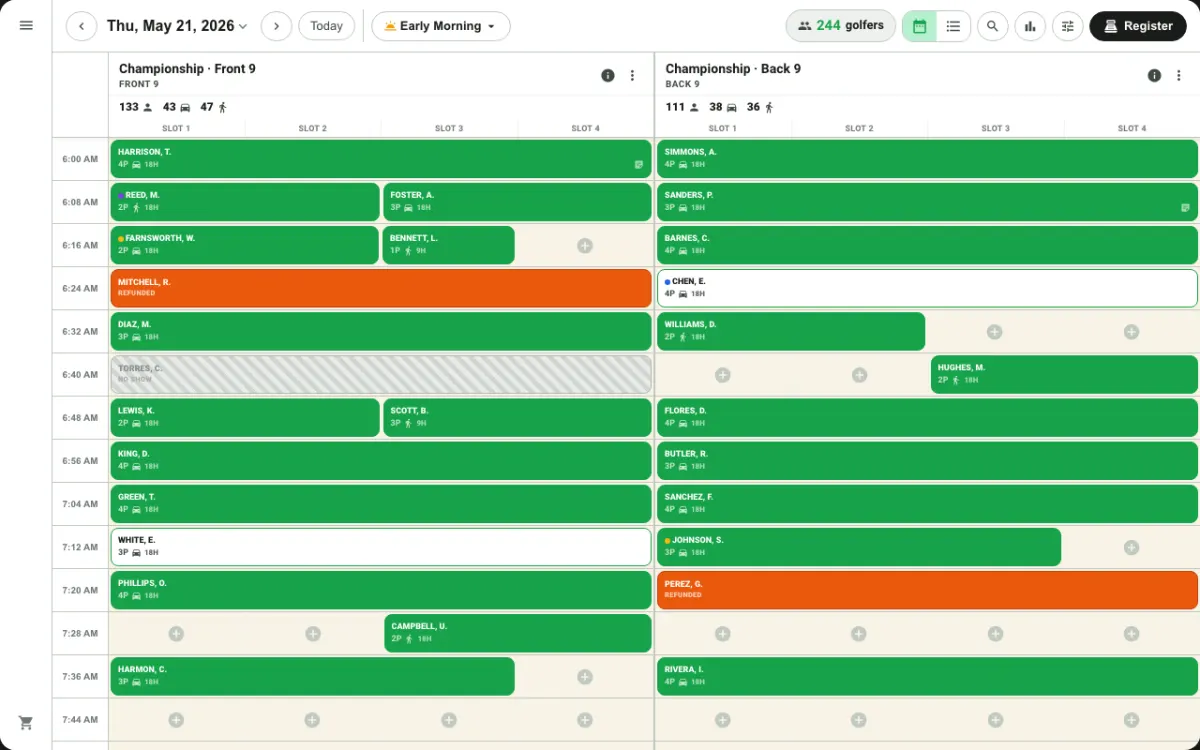 Thu, May 21, 2026
Today
Early Morning
244 golfers
Register
Championship · Front 9
FRONT 9
133 43 47
SLOT 1 SLOT 2 SLOT 3 SLOT 4
Championship · Back 9
BACK 9
111 38 36
SLOT 1 SLOT 2 SLOT 3 SLOT 4
6:00 AM
HARRISON, T.
4P 18H
SIMMONS, A.
4P 18H
6:08 AM
REED, M.
2P 18H
FOSTER, A.
3P 18H
SANDERS, P.
3P 18H
6:16 AM
FARNSWORTH, W.
2P 18H
BENNETT, L.
1P 9H
BARNES, C.
4P 18H
6:24 AM
MITCHELL, R.
REFUNDED
CHEN, E.
4P 18H
6:32 AM
DIAZ, M.
3P 18H
WILLIAMS, D.
2P 18H
6:40 AM
TORRES, C.
NO SHOW
HUGHES, M.
2P 18H
6:48 AM
LEWIS, K.
2P 18H
SCOTT, B.
3P 9H
FLORES, D.
4P 18H
6:56 AM
KING, D.
4P 18H
BUTLER, R.
3P 18H
7:04 AM
GREEN, T.
4P 18H
SANCHEZ, F.
4P 18H
7:12 AM
WHITE, E.
3P 18H
JOHNSON, S.
3P 18H
7:20 AM
PHILLIPS, O.
4P 18H
PEREZ, G.
REFUNDED
7:28 AM
CAMPBELL, U.
2P 18H
7:36 AM
HARMON, C.
3P 18H
RIVERA, I.
4P 18H
7:44 AM